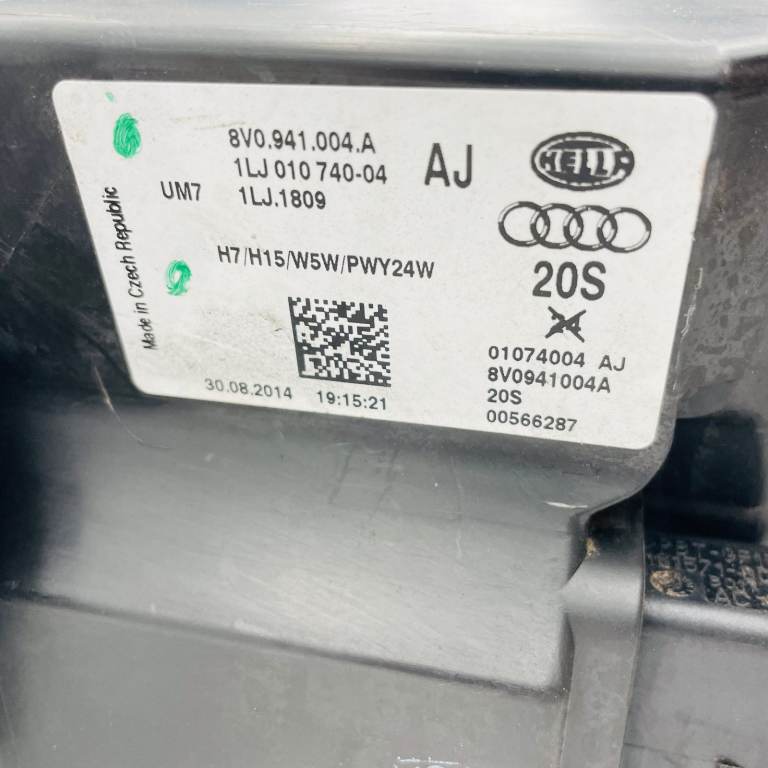 8V0.941.004.A
1LJ 010 740-04
UM7 1LJ.1809
AJ
HELLA
Made in Czech Republic
H7/H15/W5W/PWY24W
20S
24
30.08.2014 19:15:21
01074004 AJ
8V0941004A
20S
00566287